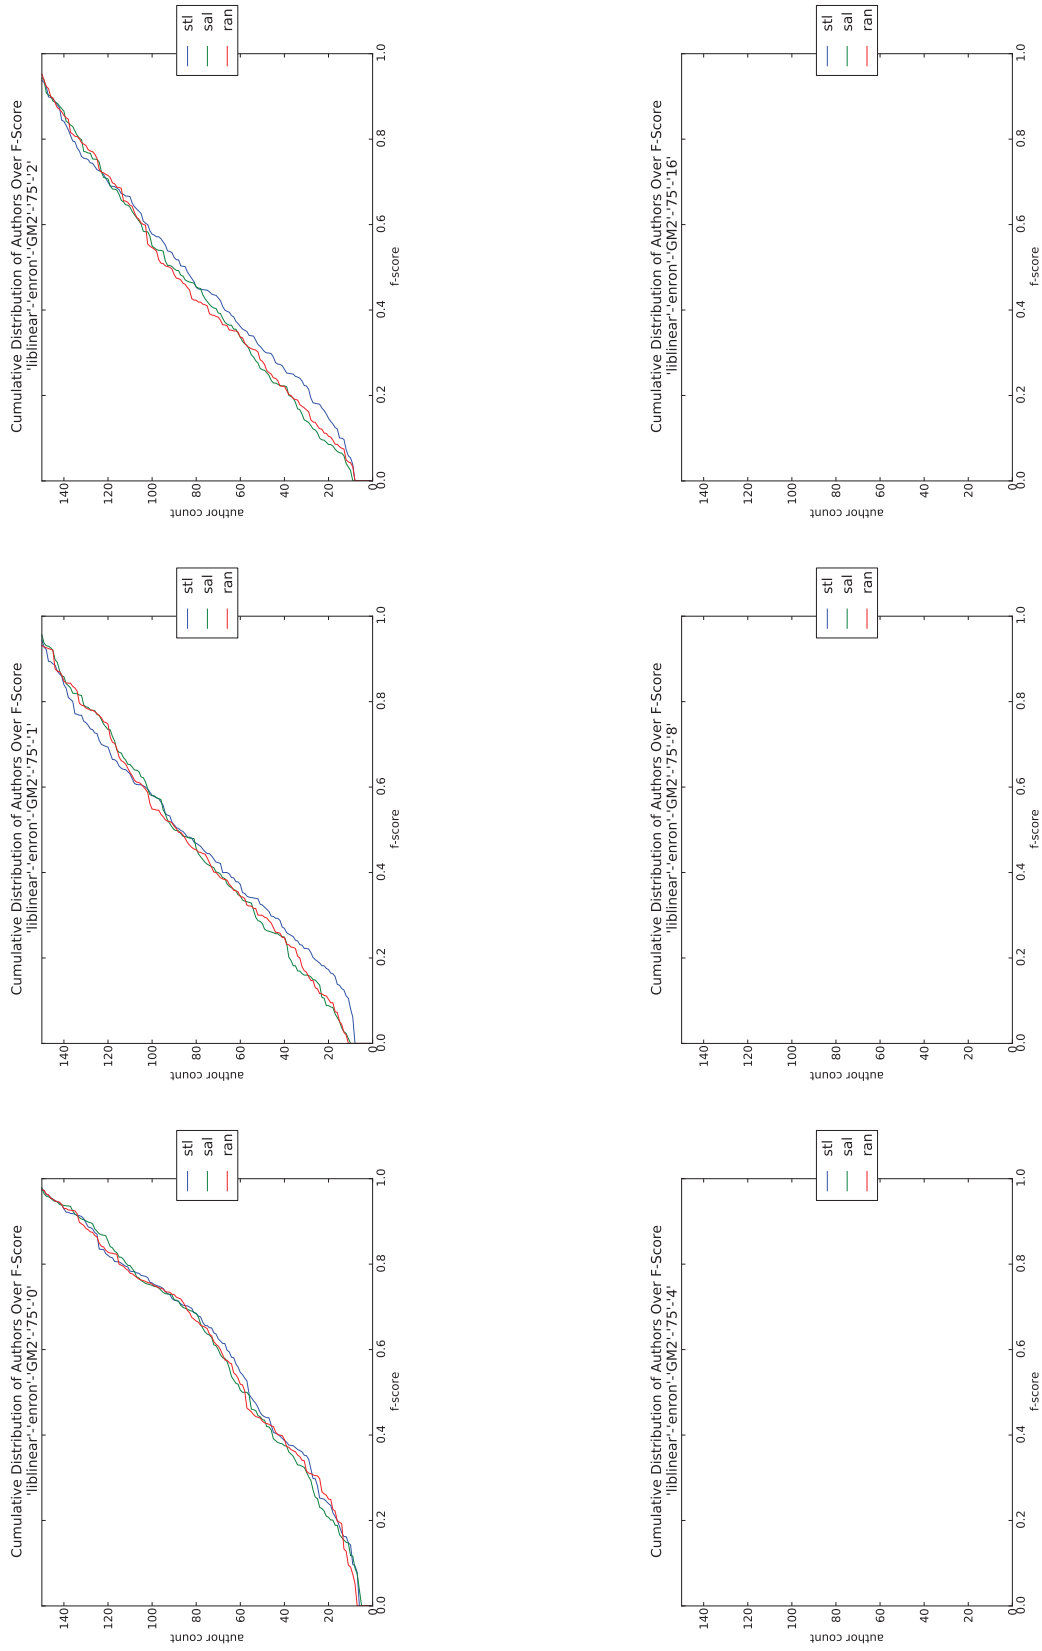 Cumulative Distribution of Authors Over F-Score
'liblinear'-'enron'-'GM2'-'75'-'0'
140
120
100
80
60
40
20
0
author count
0.0 0.2 0.4 0.6 0.8 1.0
f-score
stl
sal
ran
Cumulative Distribution of Authors Over F-Score
'liblinear'-'enron'-'GM2'-'75'-'1'
140
120
100
80
60
40
20
0
author count
0.0 0.2 0.4 0.6 0.8 1.0
f-score
stl
sal
ran
Cumulative Distribution of Authors Over F-Score
'liblinear'-'enron'-'GM2'-'75'-'2'
140
120
100
80
60
40
20
0
author count
0.0 0.2 0.4 0.6 0.8 1.0
f-score
stl
sal
ran
Cumulative Distribution of Authors Over F-Score
'liblinear'-'enron'-'GM2'-'75'-'4'
140
120
100
80
60
40
20
0
author count
0.0 0.2 0.4 0.6 0.8 1.0
f-score
stl
sal
ran
Cumulative Distribution of Authors Over F-Score
'liblinear'-'enron'-'GM2'-'75'-'8'
140
120
100
80
60
40
20
0
author count
0.0 0.2 0.4 0.6 0.8 1.0
f-score
stl
sal
ran
Cumulative Distribution of Authors Over F-Score
'liblinear'-'enron'-'GM2'-'75'-'16'
140
120
100
80
60
40
20
0
author count
0.0 0.2 0.4 0.6 0.8 1.0
f-score
stl
sal
ran